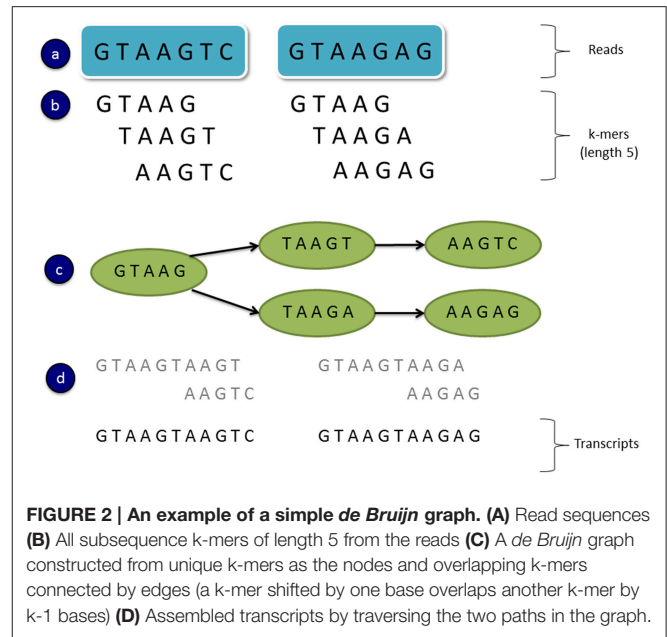 a GTAAGTC GTAAGAG Reads
b GTAAG GTAAG
TAAGT TAAGA k-mers
(length 5)
AAGTC AAGAG
TAAGT AAGTC
c GTAAG
TAAGA AAGAG
d GTAAGTAAGT GTAAGTAAGA
AAGTC AAGAG
GTAAGTAAGTC GTAAGTAAGAG Transcripts
FIGURE 2 | An example of a simple de Bruijn graph. (A) Read sequences
(B) All subsequence k-mers of length 5 from the reads (C) A de Bruijn graph
constructed from unique k-mers as the nodes and overlapping k-mers
connected by edges (a k-mer shifted by one base overlaps another k-mer by
k-1 bases) (D) Assembled transcripts by traversing the two paths in the graph.